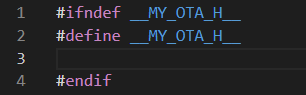 1 #ifndef __MY_OTA_H__
2 #define __MY_OTA_H__
3
4 #endif